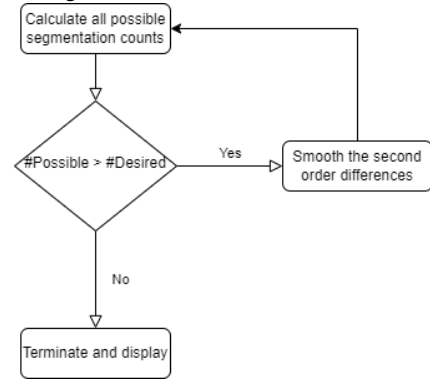 Calculate all possible
segmentation counts
#Possible > #Desired
Yes
Smooth the second
order differences
No
Terminate and display